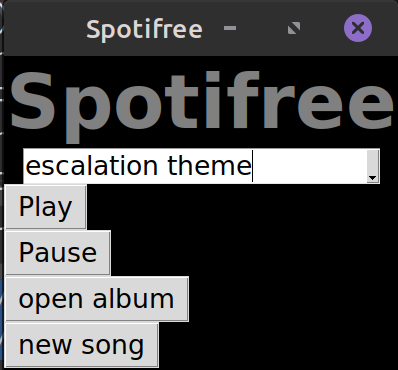 Spotifree
Spotifree
escalation theme
Play
Pause
open album
new song